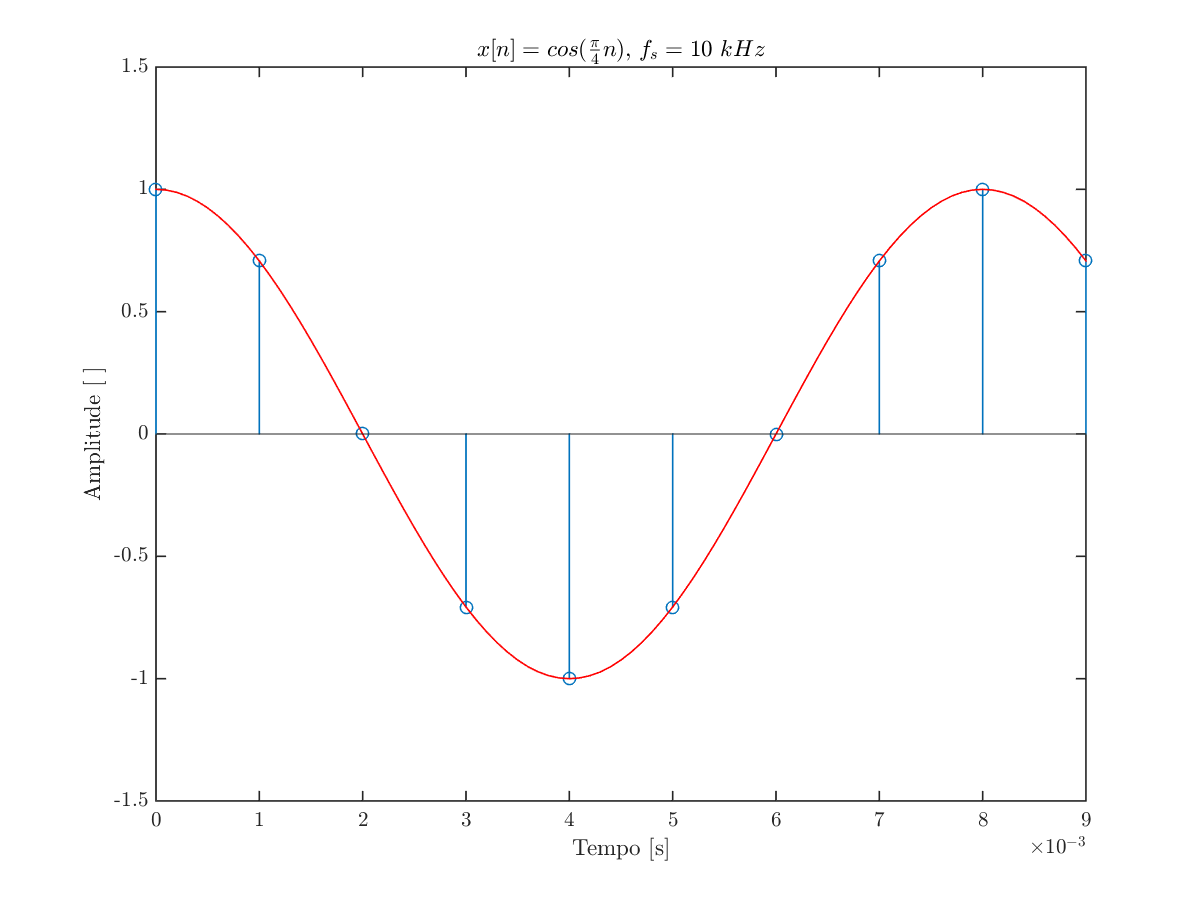 x[n] = cos(π/4 n), f_s = 10 kHz
1.5
1
0.5
0
-0.5
-1
-1.5
Amplitude [ ]
0 1 2 3 4 5 6 7 8 9
Tempo [s]
×10⁻³